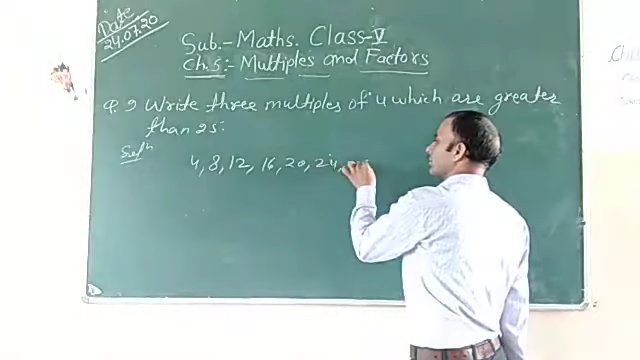 Date
24.07.20
Sub.- Maths. Class-V
Ch.5:- Multiples and Factors
Q.9 Write three multiples of 4 which are greater
than 25.
Solⁿ
4, 8, 12, 16, 20, 24,